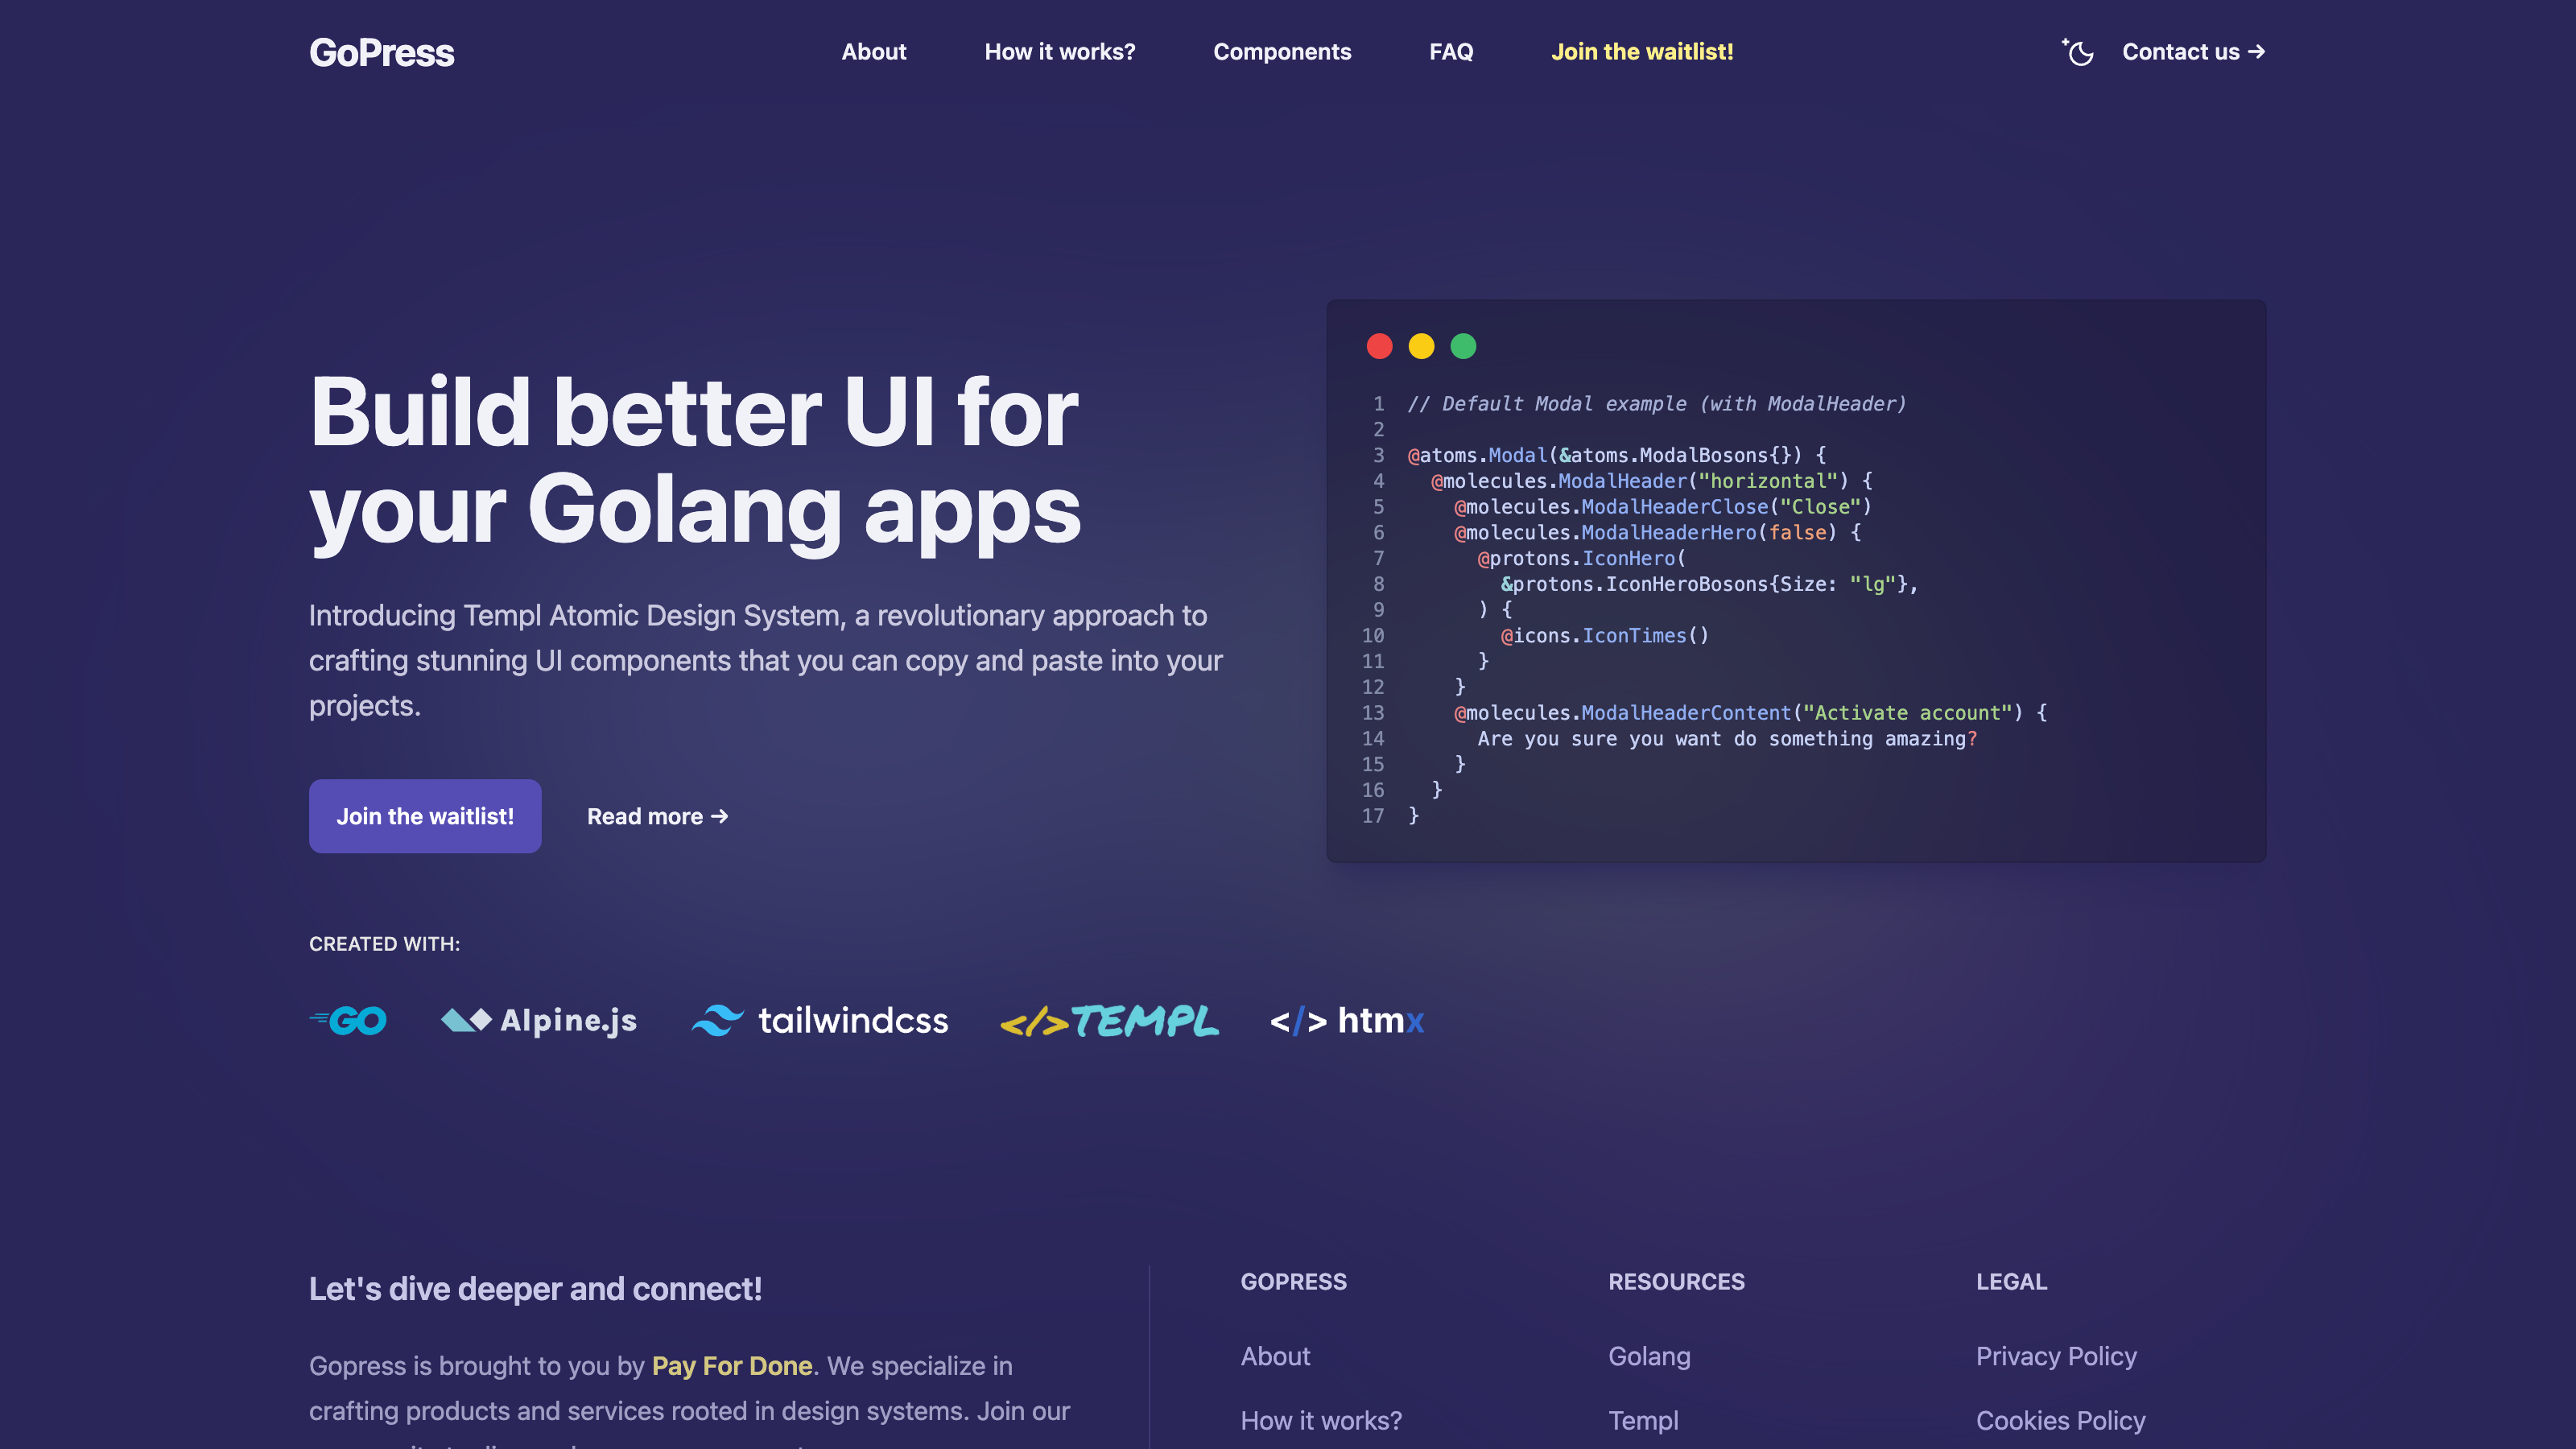 GoPress
About
How it works?
Components
FAQ
Join the waitlist!
Contact us →
Build better UI for
your Golang apps
Introducing Templ Atomic Design System, a revolutionary approach to
crafting stunning UI components that you can copy and paste into your
projects.
Join the waitlist!
Read more →
1 // Default Modal example (with ModalHeader)
2
3 @atoms.Modal(&atoms.ModalBosons{}) {
4 @molecules.ModalHeader("horizontal") {
5 @molecules.ModalHeaderClose("Close")
6 @molecules.ModalHeaderHero(false) {
7 @protons.IconHero(
8 &protons.IconHeroBosons{Size: "lg"},
9 ) {
10 @icons.IconTimes()
11 }
12 }
13 @molecules.ModalHeaderContent("Activate account") {
14 Are you sure you want do something amazing?
15 }
16 }
17 }
CREATED WITH:
GO
Alpine.js
tailwindcss
</>TEMPL
</> htmx
Let's dive deeper and connect!
Gopress is brought to you by Pay For Done. We specialize in
crafting products and services rooted in design systems. Join our
GOPRESS
About
How it works?
RESOURCES
Golang
Templ
LEGAL
Privacy Policy
Cookies Policy